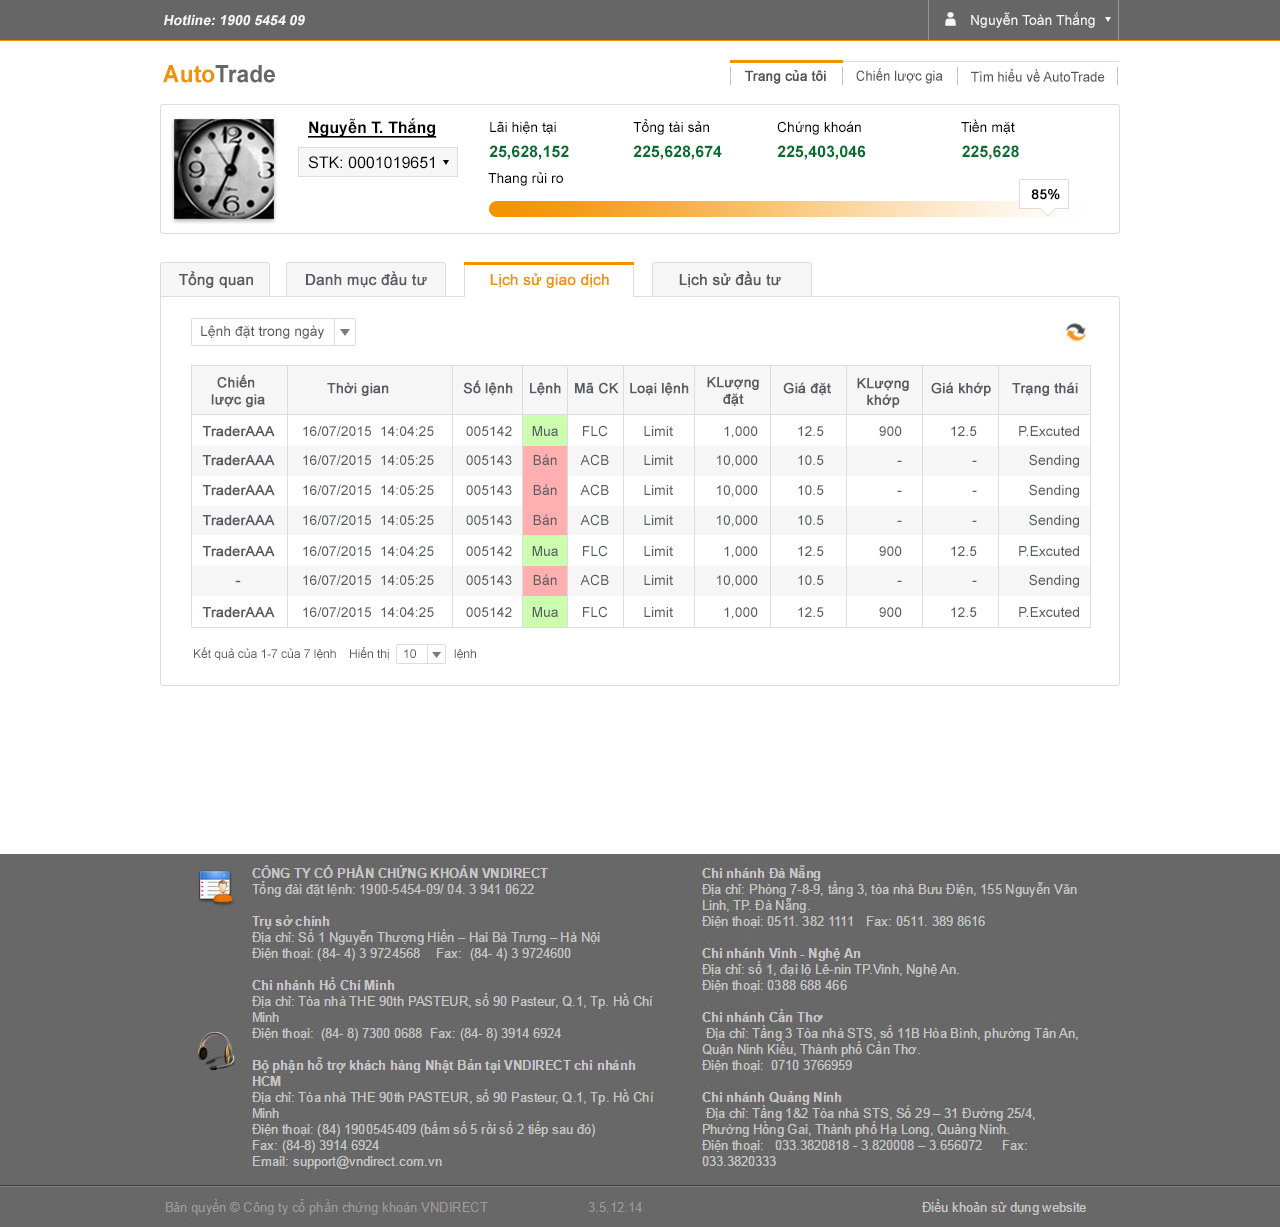 Hotline: 1900 5454 09
Nguyễn Toàn Thắng
AutoTrade
Trang của tôi
Chiến lược gia
Tìm hiểu về AutoTrade
Nguyễn T. Thắng
STK: 0001019651
Lãi hiện tại
Tổng tài sản
Chứng khoán
Tiền mặt
25,628,152
225,628,674
225,403,046
225,628
Thang rủi ro
85%
Tổng quan
Danh mục đầu tư
Lịch sử giao dịch
Lịch sử đầu tư
Lệnh đặt trong ngày
Chiến lược gia Thời gian Số lệnh Lệnh Mã CK Loại lệnh KLượng đặt Giá đặt KLượng khớp Giá khớp Trạng thái
TraderAAA 16/07/2015 14:04:25 005142 Mua FLC Limit 1,000 12.5 900 12.5 P.Excuted
TraderAAA 16/07/2015 14:05:25 005143 Bán ACB Limit 10,000 10.5 - - Sending
TraderAAA 16/07/2015 14:05:25 005143 Bán ACB Limit 10,000 10.5 - - Sending
TraderAAA 16/07/2015 14:05:25 005143 Bán ACB Limit 10,000 10.5 - - Sending
TraderAAA 16/07/2015 14:04:25 005142 Mua FLC Limit 1,000 12.5 900 12.5 P.Excuted
- 16/07/2015 14:05:25 005143 Bán ACB Limit 10,000 10.5 - - Sending
TraderAAA 16/07/2015 14:04:25 005142 Mua FLC Limit 1,000 12.5 900 12.5 P.Excuted
Kết quả của 1-7 của 7 lệnh Hiển thị 10 lệnh
CÔNG TY CỔ PHẦN CHỨNG KHOÁN VNDIRECT
Tổng đài đặt lệnh: 1900-5454-09/ 04. 3 941 0622
Trụ sở chính
Địa chỉ: Số 1 Nguyễn Thượng Hiền – Hai Bà Trưng – Hà Nội
Điện thoại: (84- 4) 3 9724568 Fax: (84- 4) 3 9724600
Chi nhánh Hồ Chí Minh
Địa chỉ: Tòa nhà THE 90th PASTEUR, số 90 Pasteur, Q.1, Tp. Hồ Chí
Minh
Điện thoại: (84- 8) 7300 0688 Fax: (84- 8) 3914 6924
Bộ phận hỗ trợ khách hàng Nhật Bản tại VNDIRECT chi nhánh
HCM
Địa chỉ: Tòa nhà THE 90th PASTEUR, số 90 Pasteur, Q.1, Tp. Hồ Chí
Minh
Điện thoại: (84) 1900545409 (bấm số 5 rồi số 2 tiếp sau đó)
Fax: (84-8) 3914 6924
Email: support@vndirect.com.vn
Chi nhánh Đà Nẵng
Địa chỉ: Phòng 7-8-9, tầng 3, tòa nhà Bưu Điện, 155 Nguyễn Văn
Linh, TP. Đà Nẵng.
Điện thoại: 0511. 382 1111 Fax: 0511. 389 8616
Chi nhánh Vinh - Nghệ An
Địa chỉ: số 1, đại lộ Lê-nin TP.Vinh, Nghệ An.
Điện thoại: 0388 688 466
Chi nhánh Cần Thơ
Địa chỉ: Tầng 3 Tòa nhà STS, số 11B Hòa Bình, phường Tân An,
Quận Ninh Kiều, Thành phố Cần Thơ.
Điện thoại: 0710 3766959
Chi nhánh Quảng Ninh
Địa chỉ: Tầng 1&2 Tòa nhà STS, Số 29 – 31 Đường 25/4,
Phường Hồng Gai, Thành phố Hạ Long, Quảng Ninh.
Điện thoại: 033.3820818 - 3.820008 – 3.656072 Fax:
033.3820333
Bản quyền © Công ty cổ phần chứng khoán VNDIRECT
3.5.12.14
Điều khoản sử dụng website